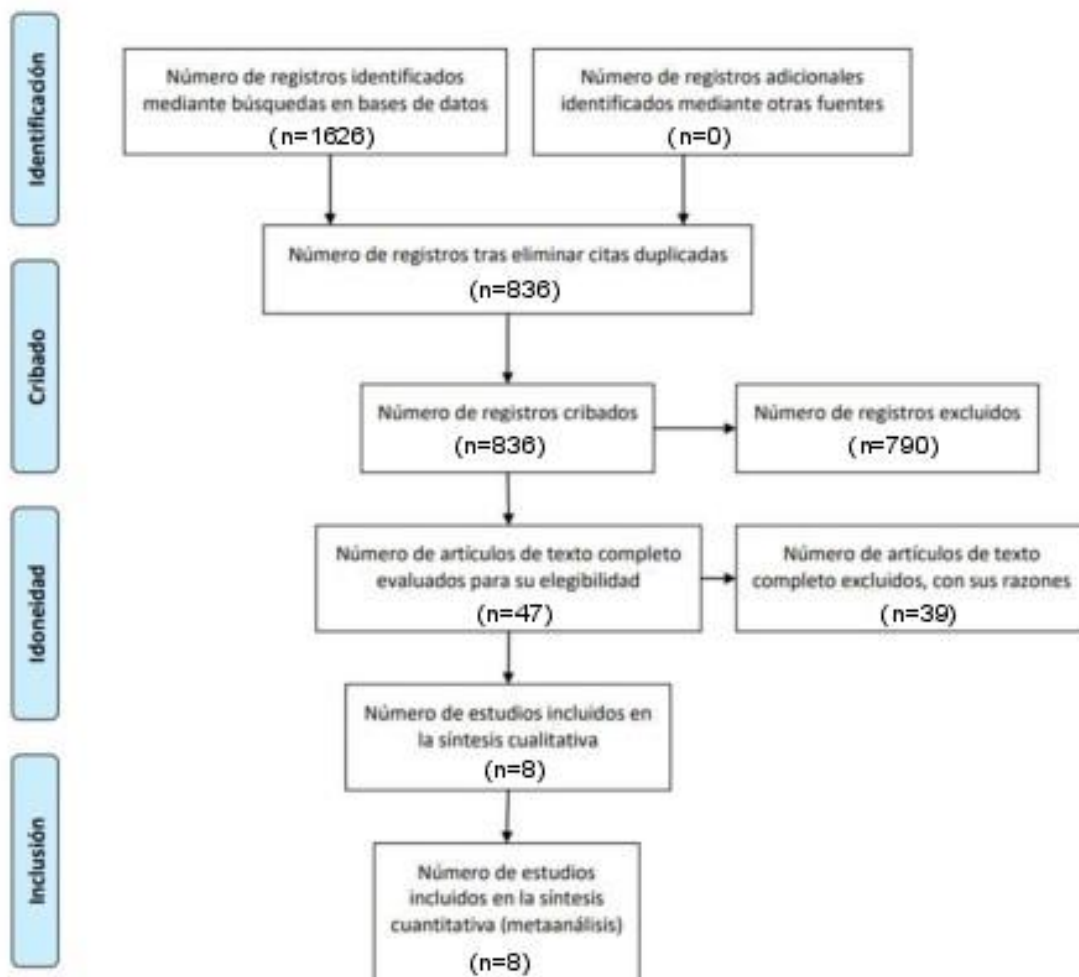 Identificación
Número de registros identificados
mediante búsquedas en bases de datos
(n=1626)
Número de registros adicionales
identificados mediante otras fuentes
(n=0)
Número de registros tras eliminar citas duplicadas
(n=836)
Cribado
Número de registros cribados
(n=836)
Número de registros excluidos
(n=790)
Idoneidad
Número de artículos de texto completo
evaluados para su elegibilidad
(n=47)
Número de artículos de texto
completo excluidos, con sus razones
(n=39)
Número de estudios incluidos en
la síntesis cualitativa
(n=8)
Inclusión
Número de estudios
incluidos en la síntesis
cuantitativa (metaanálisis)
(n=8)